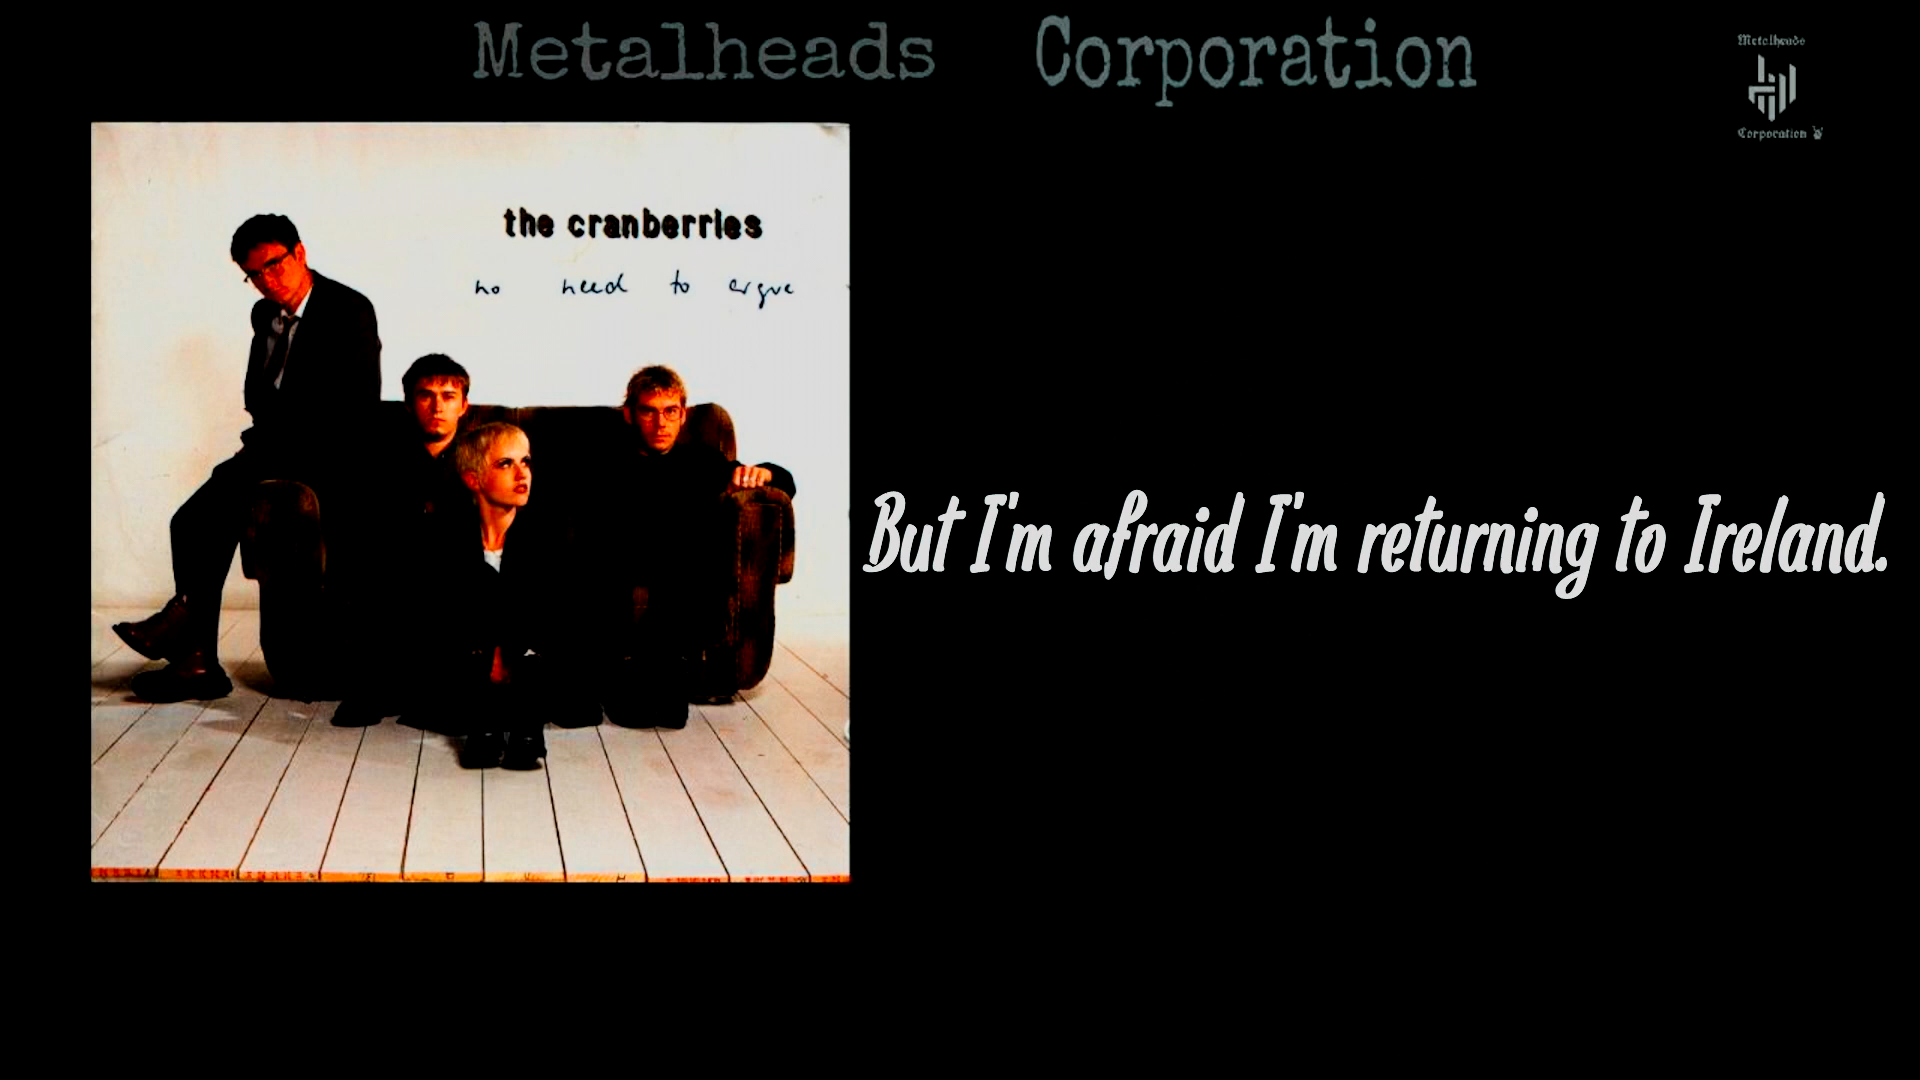 Metalheads Corporation
Metalheads
Corporation
the cranberries
no need to argue
But I'm afraid I'm returning to Ireland.